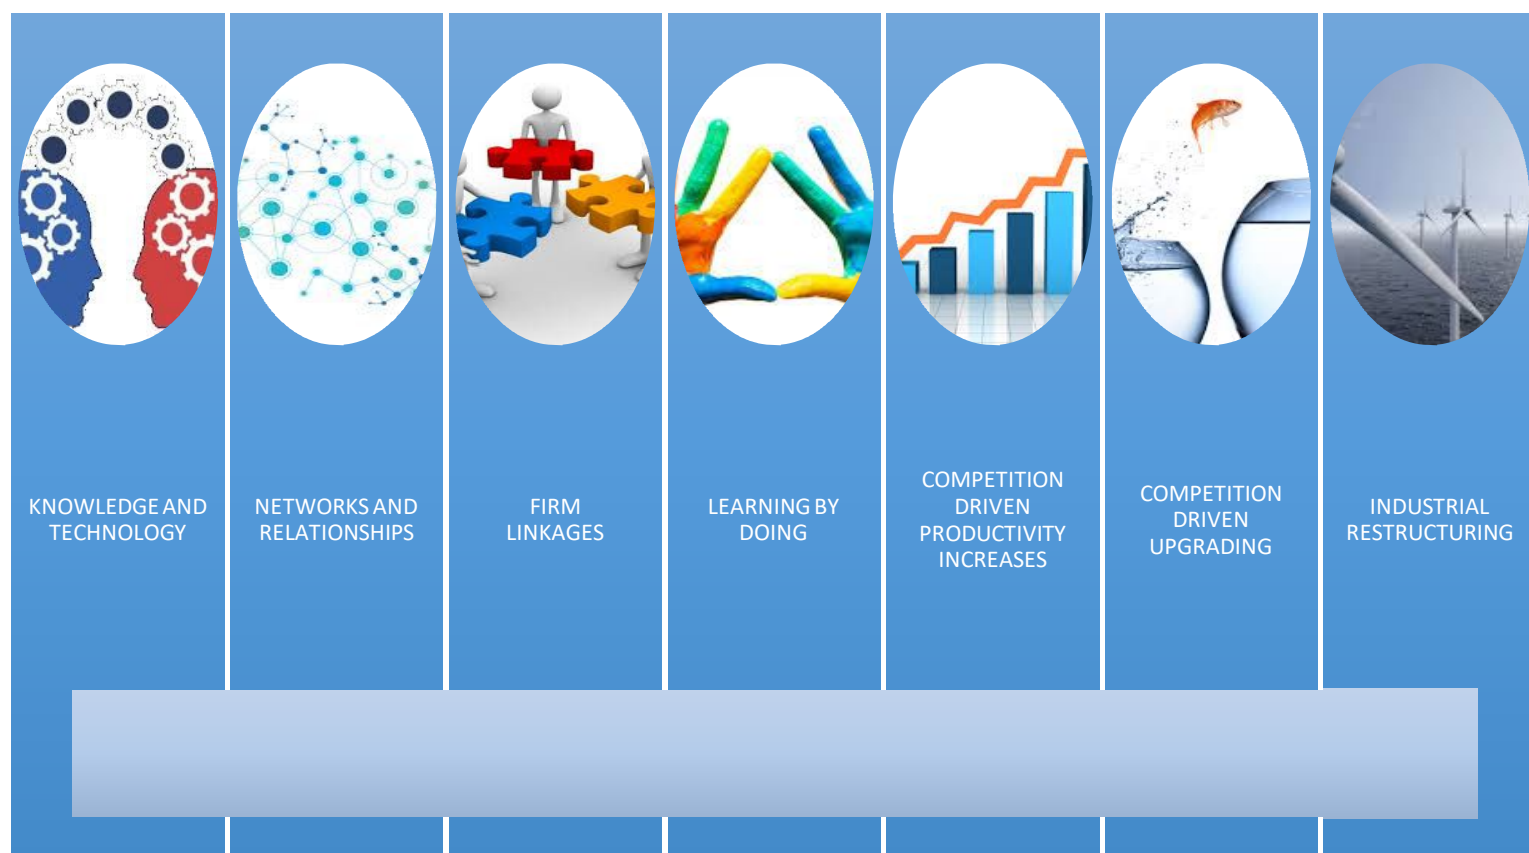 KNOWLEDGE AND
TECHNOLOGY
NETWORKS AND
RELATIONSHIPS
FIRM
LINKAGES
LEARNING BY
DOING
COMPETITION
DRIVEN
PRODUCTIVITY
INCREASES
COMPETITION
DRIVEN
UPGRADING
INDUSTRIAL
RESTRUCTURING